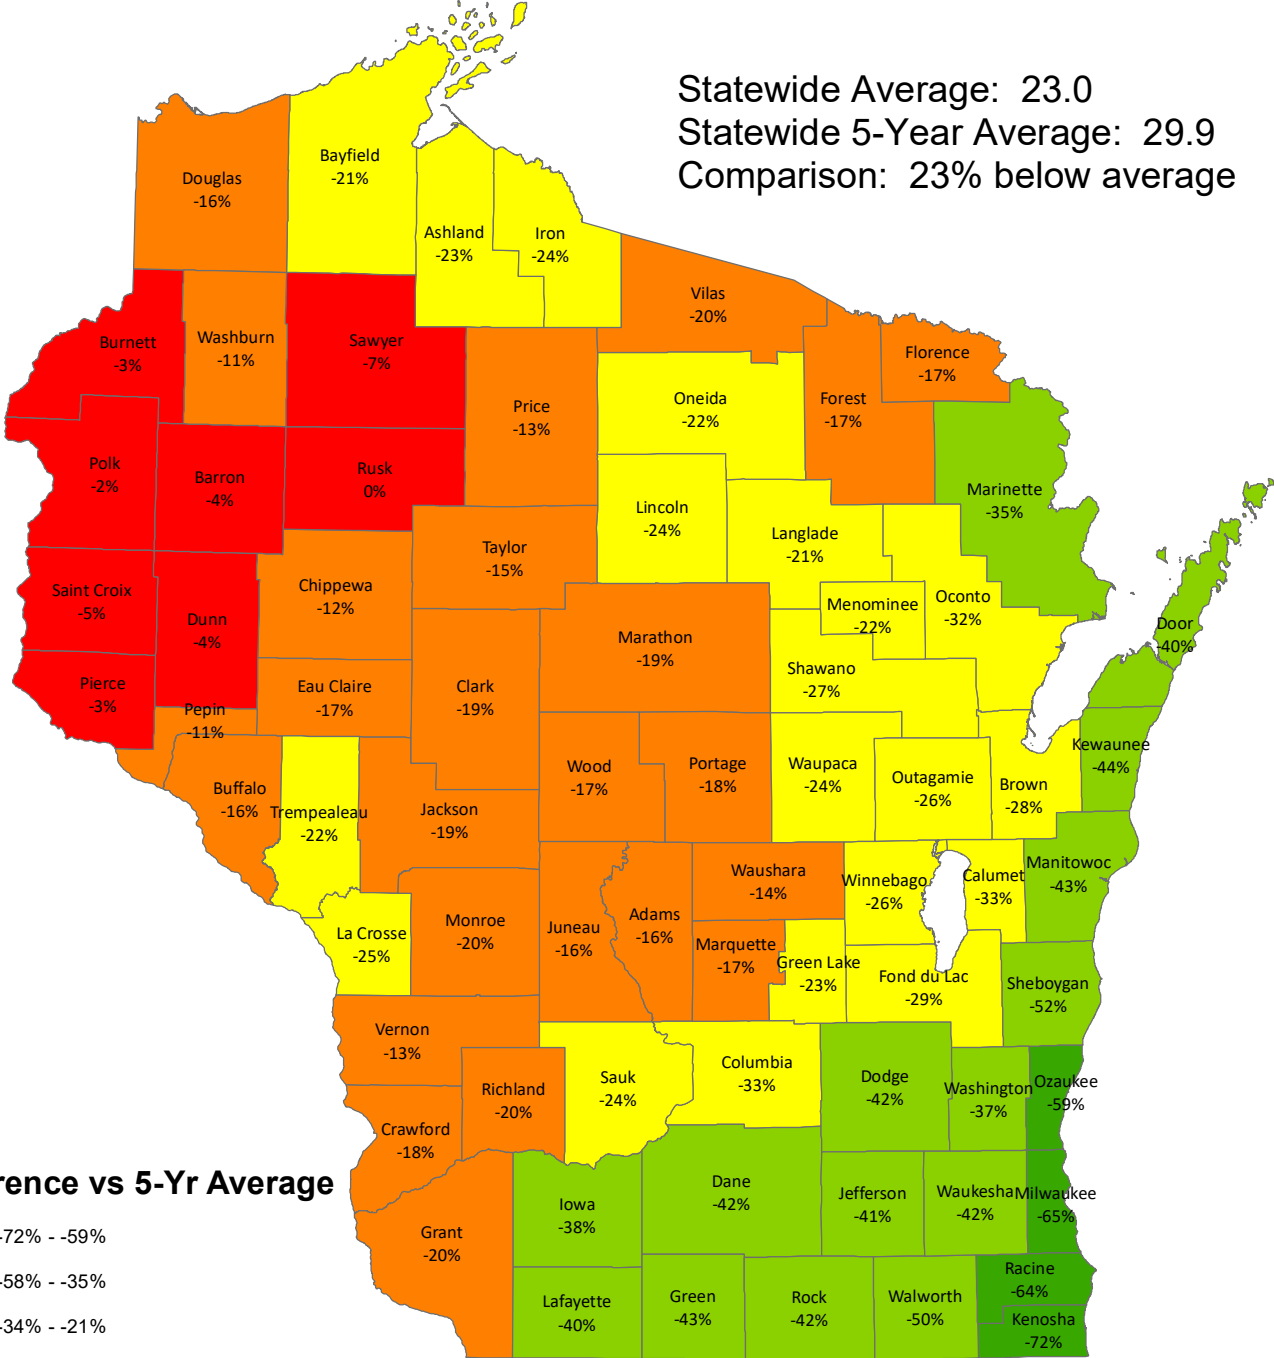 Statewide Average:  23.0
Statewide 5-Year Average:  29.9
Comparison:  23% below average
Bayfield
-21%
Douglas
-16%
Ashland
-23%
Iron
-24%
Vilas
-20%
Burnett
-3%
Washburn
-11%
Sawyer
-7%
Florence
-17%
Price
-13%
Oneida
-22%
Forest
-17%
Polk
-2%
Barron
-4%
Rusk
0%
Marinette
-35%
Lincoln
-24%
Langlade
-21%
Taylor
-15%
Saint Croix
-5%
Chippewa
-12%
Dunn
-4%
Menominee
-22%
Oconto
-32%
Door
-40%
Marathon
-19%
Shawano
-27%
Pierce
-3%
Eau Claire
-17%
Clark
-19%
Pepin
-11%
Kewaunee
-44%
Wood
-17%
Portage
-18%
Waupaca
-24%
Outagamie
-26%
Brown
-28%
Buffalo
-16%
Trempealeau
-22%
Jackson
-19%
Waushara
-14%
Winnebago
-26%
Calumet
-33%
Manitowoc
-43%
La Crosse
-25%
Monroe
-20%
Juneau
-16%
Adams
-16%
Marquette
-17%
Green Lake
-23%
Fond du Lac
-29%
Sheboygan
-52%
Vernon
-13%
Richland
-20%
Sauk
-24%
Columbia
-33%
Dodge
-42%
Washington
-37%
Ozaukee
-59%
Crawford
-18%
Iowa
-38%
Dane
-42%
Jefferson
-41%
Waukesha
-42%
Milwaukee
-65%
Grant
-20%
Lafayette
-40%
Green
-43%
Rock
-42%
Walworth
-50%
Racine
-64%
Kenosha
-72%
rence vs 5-Yr Average
-72% - -59%
-58% - -35%
-34% - -21%